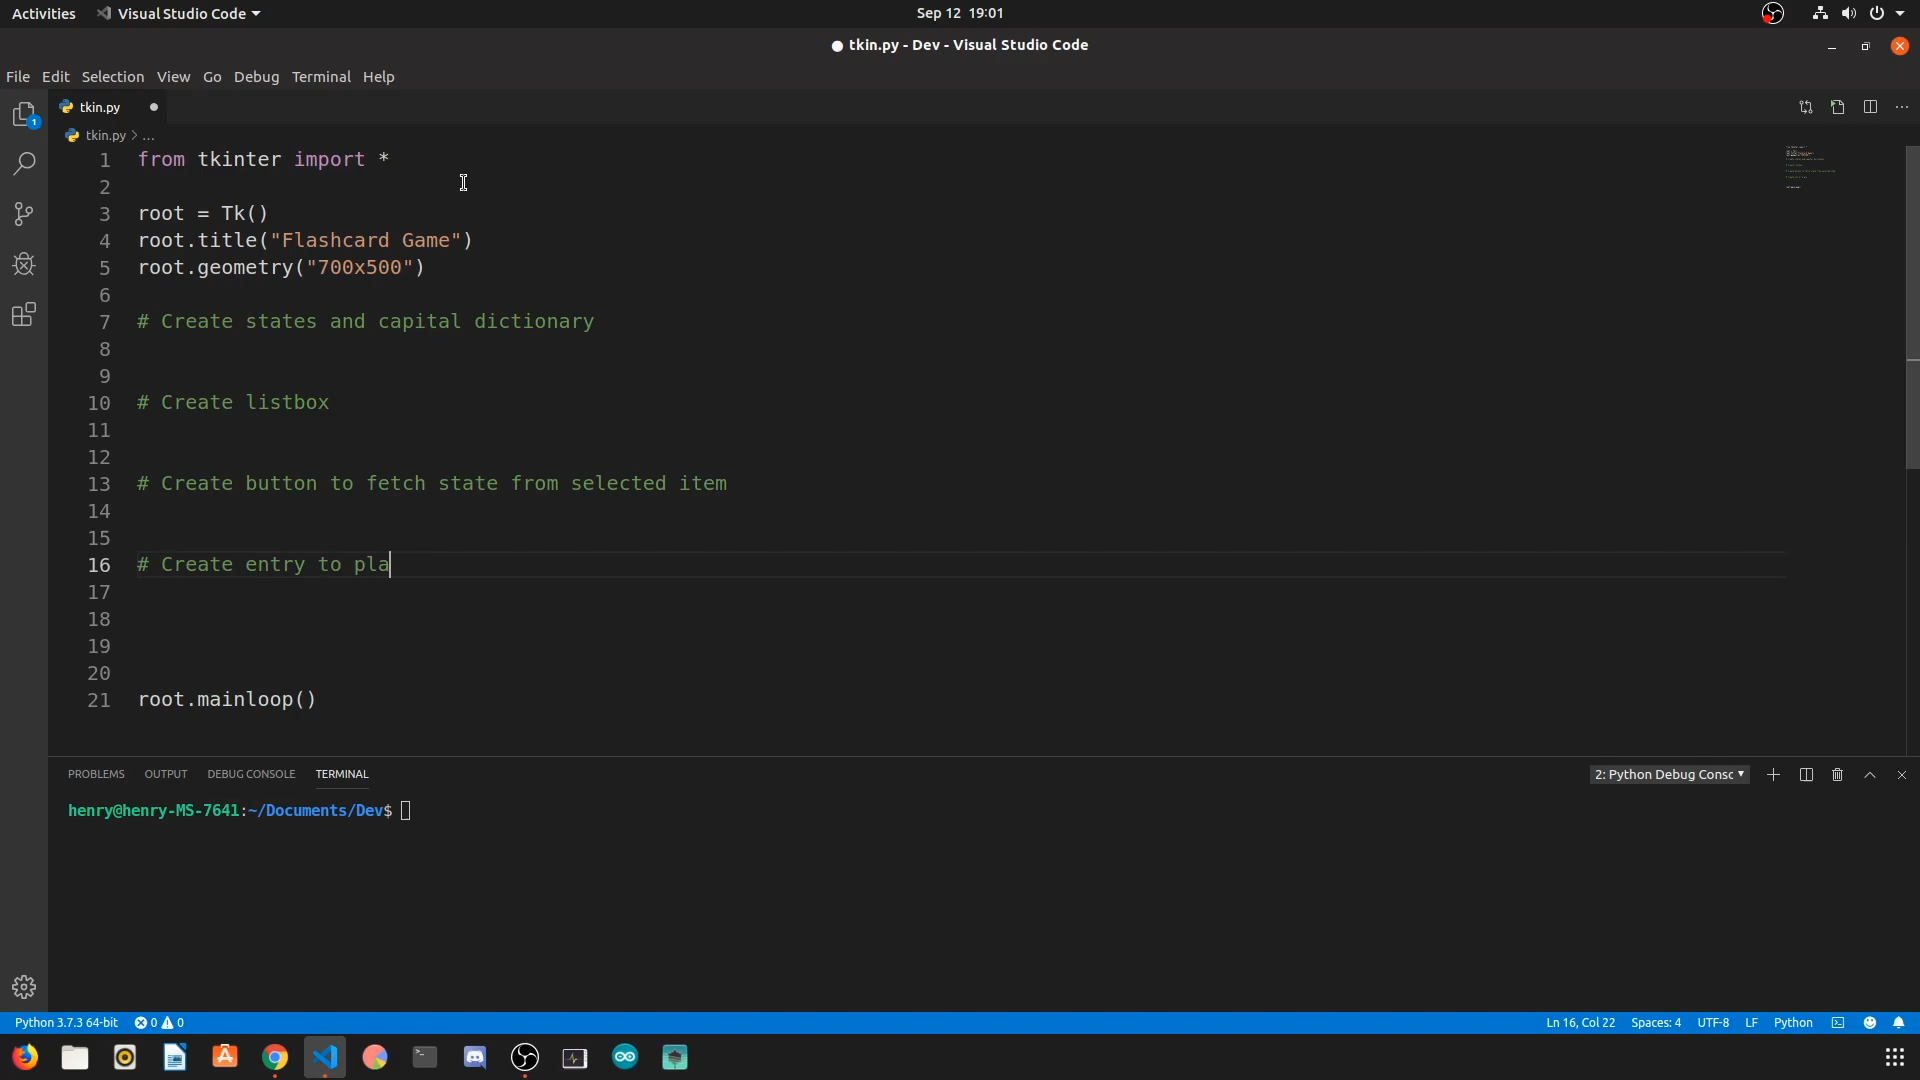 Activities Visual Studio Code Sep 12 19:01
● tkin.py - Dev - Visual Studio Code
File Edit Selection View Go Debug Terminal Help
1 tkin.py
tkin.py > ...
1 from tkinter import *
2
3 root = Tk()
4 root.title("Flashcard Game")
5 root.geometry("700x500")
6
7 # Create states and capital dictionary
8
9
10 # Create listbox
11
12
13 # Create button to fetch state from selected item
14
15
16 # Create entry to pla
17
18
19
20
21 root.mainloop()
PROBLEMS OUTPUT DEBUG CONSOLE TERMINAL 2: Python Debug Consc
henry@henry-MS-7641:~/Documents/Dev$
Python 3.7.3 64-bit 0 0 Ln 16, Col 22 Spaces: 4 UTF-8 LF Python